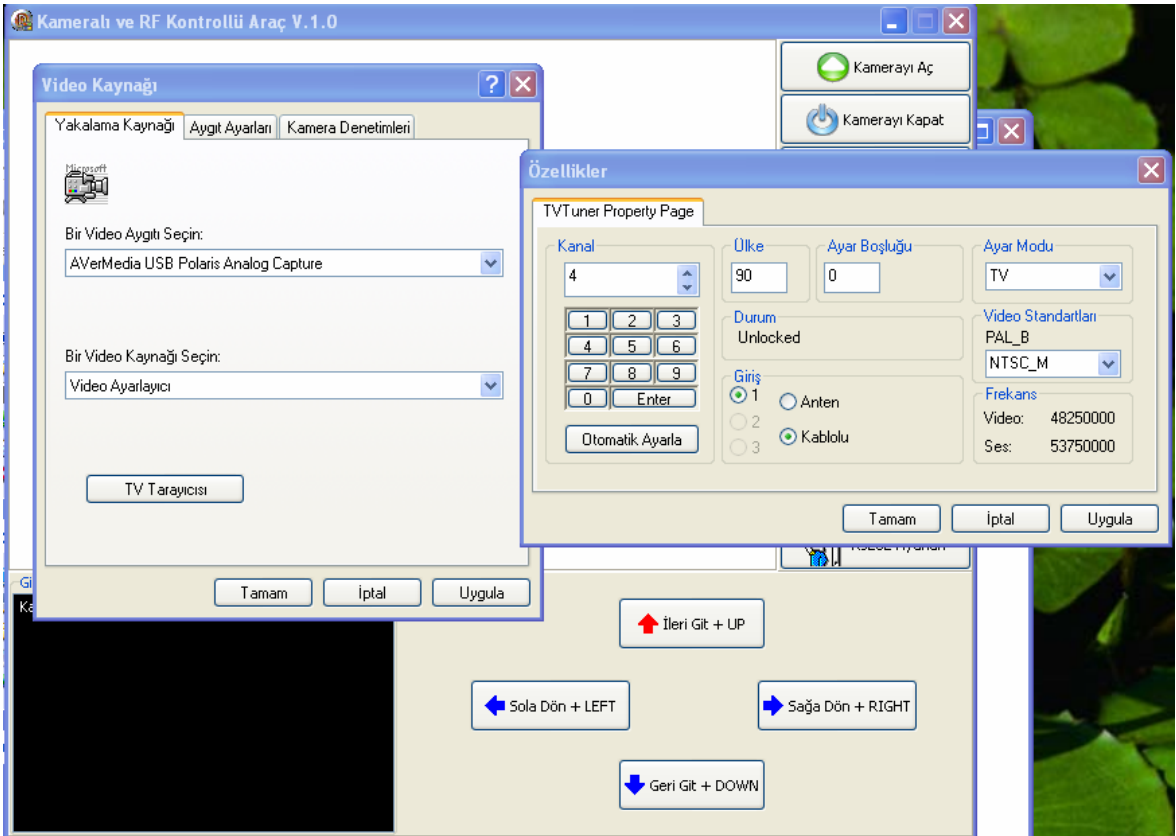 Kameralı ve RF Kontrollü Araç V.1.0
Kamerayı Aç
Kamerayı Kapat
Video Kaynağı
Yakalama Kaynağı
Aygıt Ayarları
Kamera Denetimleri
Microsoft
Bir Video Aygıtı Seçin:
AVerMedia USB Polaris Analog Capture
Bir Video Kaynağı Seçin:
Video Ayarlayıcı
TV Tarayıcısı
Tamam
İptal
Uygula
Özellikler
TVTuner Property Page
Kanal
4
1 2 3
4 5 6
7 8 9
0 Enter
Otomatik Ayarla
Ülke
90
Ayar Boşluğu
0
Durum
Unlocked
Giriş
1
2
3
Anten
Kablolu
Ayar Modu
TV
Video Standartları
PAL_B
NTSC_M
Frekans
Video: 48250000
Ses: 53750000
Tamam
İptal
Uygula
İleri Git + UP
Sola Dön + LEFT
Sağa Dön + RIGHT
Geri Git + DOWN